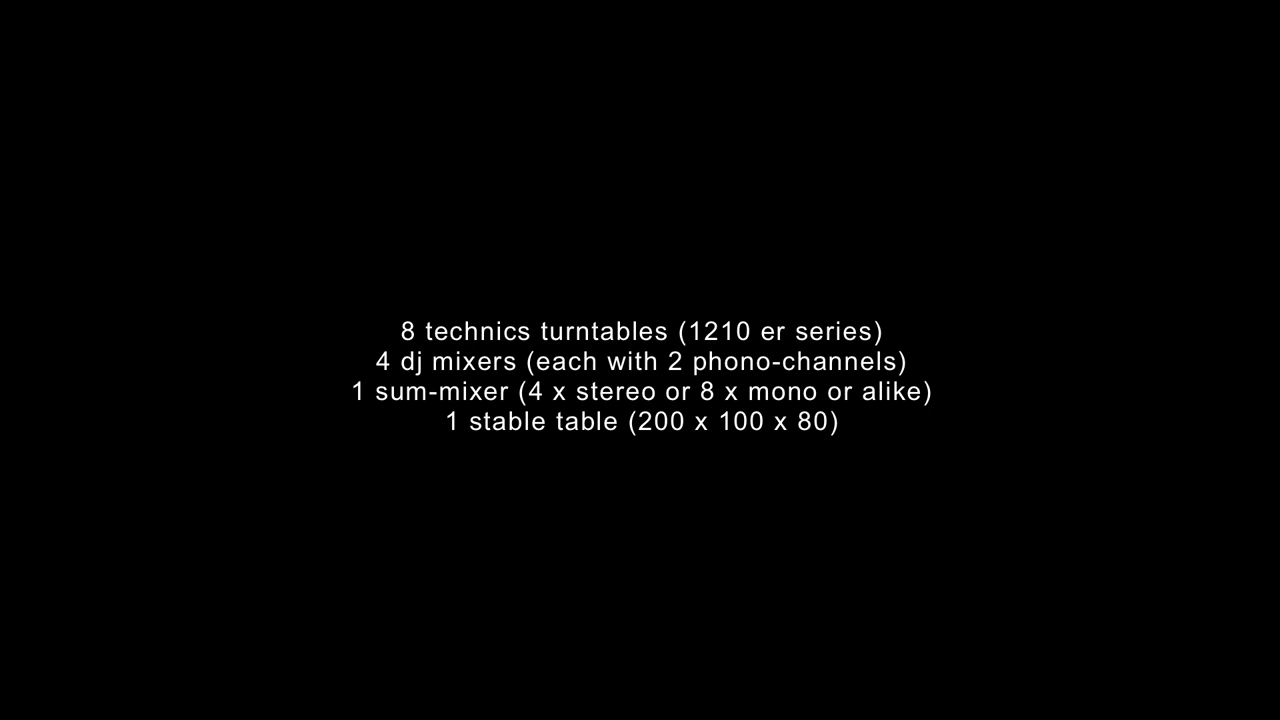 8 technics turntables (1210 er series)
4 dj mixers (each with 2 phono-channels)
1 sum-mixer (4 x stereo or 8 x mono or alike)
1 stable table (200 x 100 x 80)